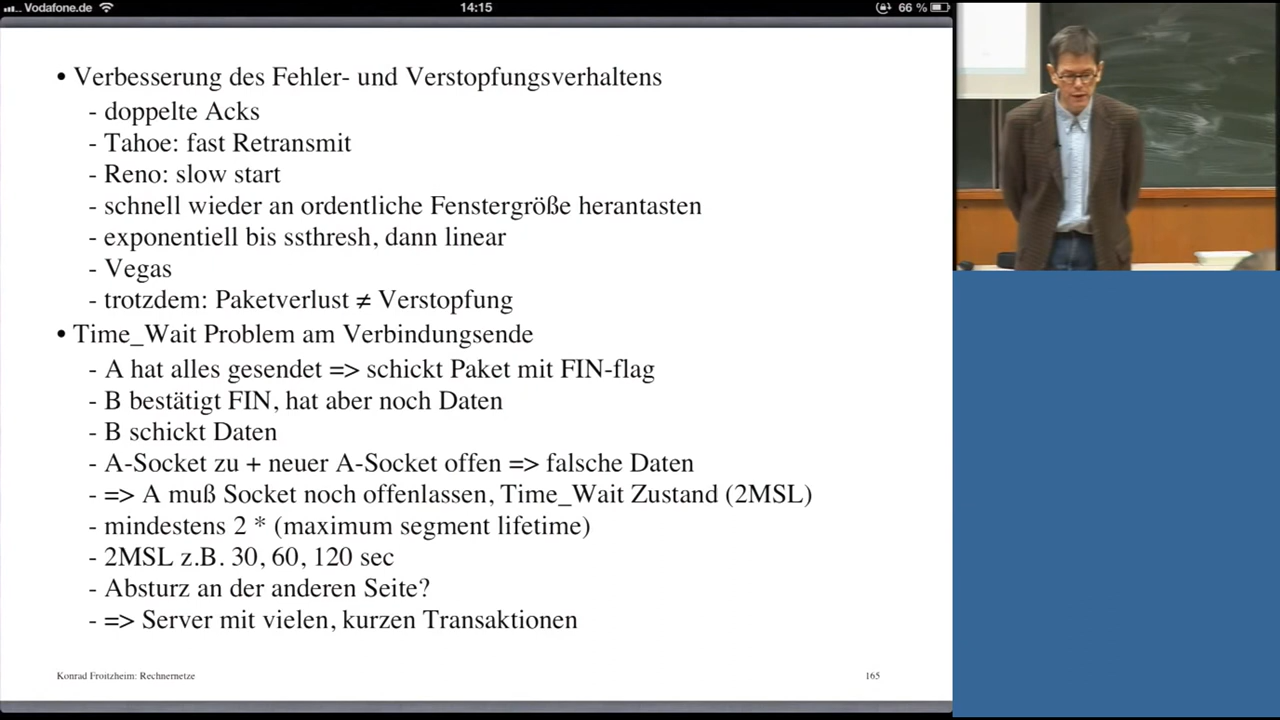 Vodafone.de 14:15 66 %
• Verbesserung des Fehler- und Verstopfungsverhaltens
- doppelte Acks
- Tahoe: fast Retransmit
- Reno: slow start
- schnell wieder an ordentliche Fenstergröße herantasten
- exponentiell bis ssthresh, dann linear
- Vegas
- trotzdem: Paketverlust ≠ Verstopfung
• Time_Wait Problem am Verbindungsende
- A hat alles gesendet => schickt Paket mit FIN-flag
- B bestätigt FIN, hat aber noch Daten
- B schickt Daten
- A-Socket zu + neuer A-Socket offen => falsche Daten
- => A muß Socket noch offenlassen, Time_Wait Zustand (2MSL)
- mindestens 2 * (maximum segment lifetime)
- 2MSL z.B. 30, 60, 120 sec
- Absturz an der anderen Seite?
- => Server mit vielen, kurzen Transaktionen
Konrad Froitzheim: Rechnernetze 165